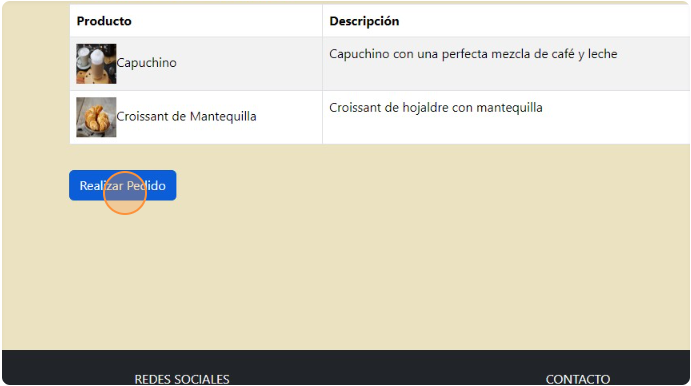 Producto Descripción
Capuchino Capuchino con una perfecta mezcla de café y leche
Croissant de Mantequilla Croissant de hojaldre con mantequilla
Realizar Pedido
REDES SOCIALES CONTACTO